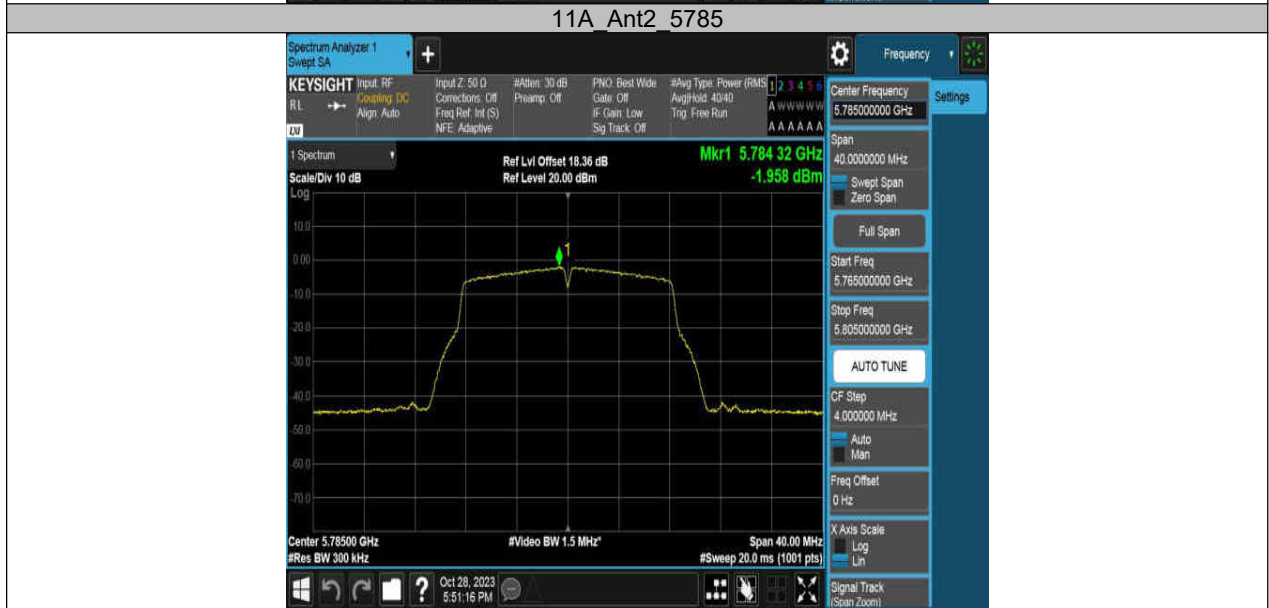 11A_Ant2_5785
Spectrum Analyzer 1
Swept SA
+
Frequency
KEYSIGHT
RL
LXI
Input: RF
Coupling: DC
Align: Auto
Input Z: 50 Ω
Corrections: Off
Freq Ref: Int (S)
NFE: Adaptive
#Atten: 30 dB
Preamp: Off
PNO: Best Wide
Gate: Off
IF Gain: Low
Sig Track: Off
#Avg Type: Power (RMS
Avg|Hold: 40/40
Trig: Free Run
1 2 3 4 5 6
A W W W W W
A A A A A A
Center Frequency
5.785000000 GHz
Settings
1 Spectrum
Scale/Div 10 dB
Ref Lvl Offset 18.36 dB
Ref Level 20.00 dBm
Mkr1 5.784 32 GHz
-1.958 dBm
Log
10.0
0.00
-10.0
-20.0
-30.0
-40.0
-50.0
-60.0
-70.0
1
Span
40.0000000 MHz
Swept Span
Zero Span
Full Span
Start Freq
5.765000000 GHz
Stop Freq
5.805000000 GHz
AUTO TUNE
CF Step
4.000000 MHz
Auto
Man
Freq Offset
0 Hz
X Axis Scale
Log
Lin
Signal Track
(Span Zoom)
Center 5.78500 GHz
#Res BW 300 kHz
#Video BW 1.5 MHz*
Span 40.00 MHz
#Sweep 20.0 ms (1001 pts)
?
Oct 28, 2023
5:51:16 PM